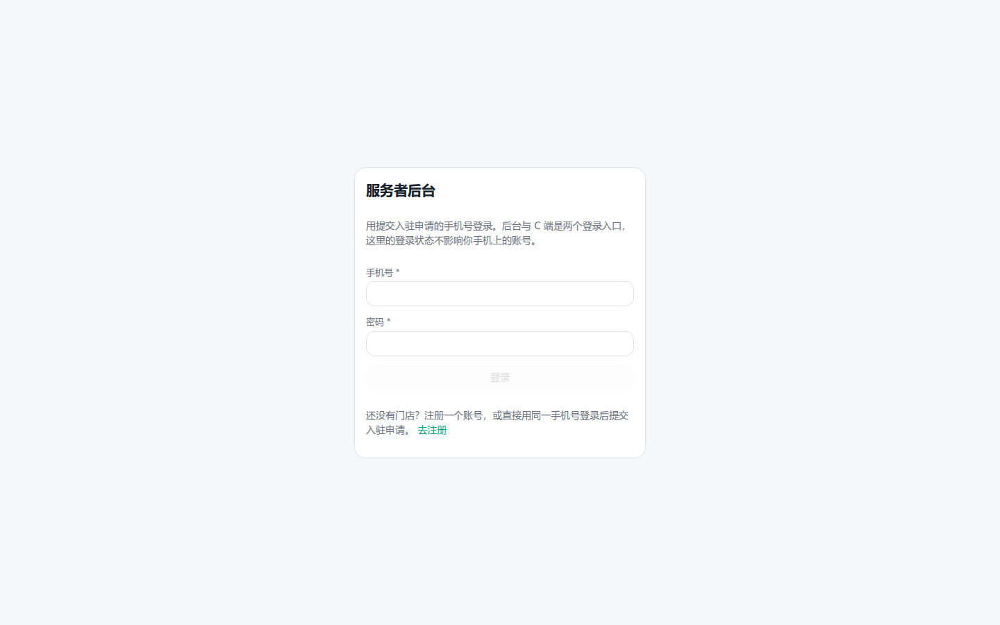 服务者后台
用提交入驻申请的手机号登录。后台与 C 端是两个登录入口，
这里的登录状态不影响你手机上的账号。
手机号 *
密码 *
登录
还没有门店？注册一个账号，或直接用同一手机号登录后提交
入驻申请。 去注册